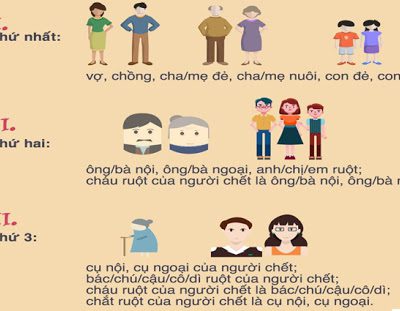 I.
hứ nhất:
vợ, chồng, cha/mẹ đẻ, cha/mẹ nuôi, con đẻ, con
II.
hứ hai:
ông/bà nội, ông/bà ngoại, anh/chị/em ruột;
cháu ruột của người chết là ông/bà nội, ông/bà
II.
hứ 3:
cụ nội, cụ ngoại của người chết;
bác/chú/cậu/cô/dì ruột của người chết;
cháu ruột của người chết là bác/chú/cậu/cô/dì;
chắt ruột của người chết là cụ nội, cụ ngoại.